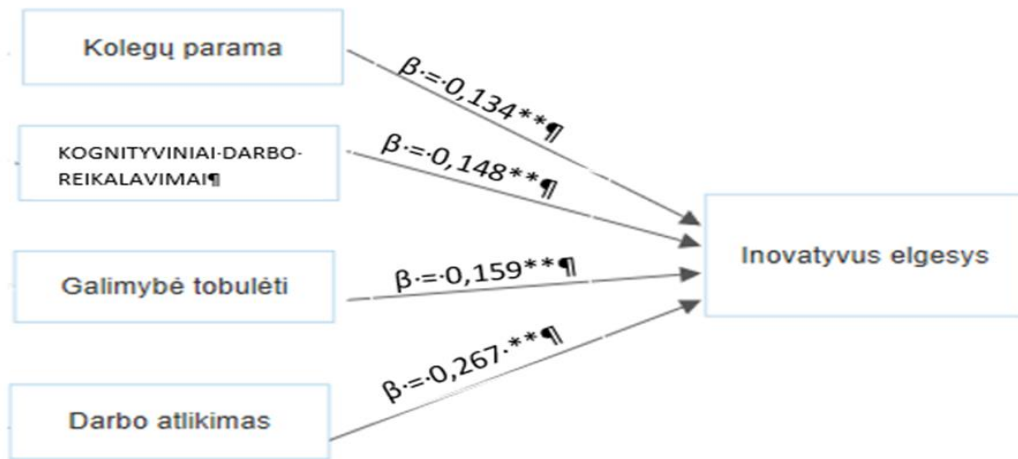 Kolegų parama
β·=·0,134**¶
KOGNITYVINIAI·DARBO·
REIKALAVIMAI¶
β·=·0,148**¶
Inovatyvus elgesys
Galimybė tobulėti
β·=·0,159**¶
β·=·0,267·**¶
Darbo atlikimas